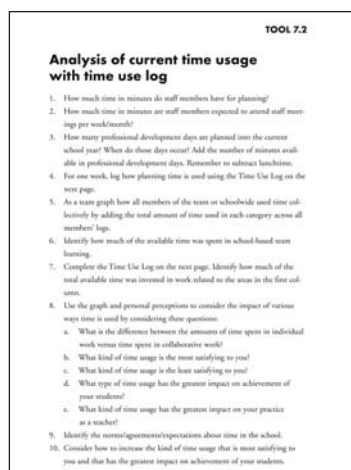 TOOL 7.2
Analysis of current time usage
with time use log
1. How much time in minutes do staff members have for planning?
2. How much time in minutes are staff members expected to attend staff meet-
ings per week/month?
3. How many professional development days are planned into the current
school year? When do those days occur? Add the number of minutes avail-
able in professional development days. Remember to subtract lunchtime.
4. For one week, log how planning time is used using the Time Use Log on the
next page.
5. As a team graph how all members of the team or schoolwide used time col-
lectively by adding the total amount of time used in each category across all
members' logs.
6. Identify how much of the available time was spent in school-based team
learning.
7. Complete the Time Use Log on the next page. Identify how much of the
total available time was invested in work related to the areas in the first col-
umn.
8. Use the graph and personal perceptions to consider the impact of various
ways time is used by considering these questions:
a. What is the difference between the amounts of time spent in individual
work versus time spent in collaborative work?
b. What kind of time usage is the most satisfying to you?
c. What kind of time usage is the least satisfying to you?
d. What type of time usage has the greatest impact on achievement of
your students?
e. What kind of time usage has the greatest impact on your practice
as a teacher?
9. Identify the norms/agreements/expectations about time in the school.
10. Consider how to increase the kind of time usage that is most satisfying to
you and that has the greatest impact on achievement of your students.